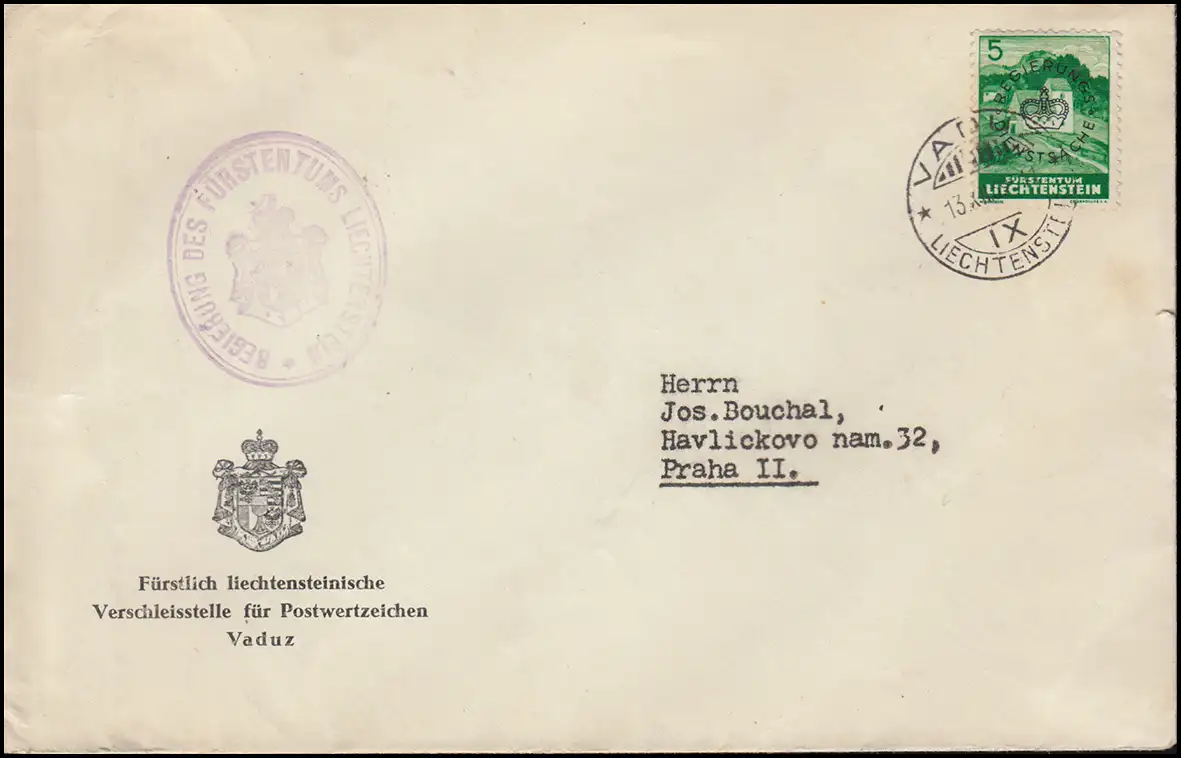 5
REGIERUNGS
DIENSTSACHE
FÜRSTENTUM
LIECHTENSTEIN
13.X
IX
LIECHTENSTEIN
REGIERUNG DES FÜRSTENTUMS LIECHTENSTEIN
Herrn
Jos.Bouchal,
Havlickovo nam.32,
Praha II.
Fürstlich liechtensteinische
Verschleisstelle für Postwertzeichen
Vaduz